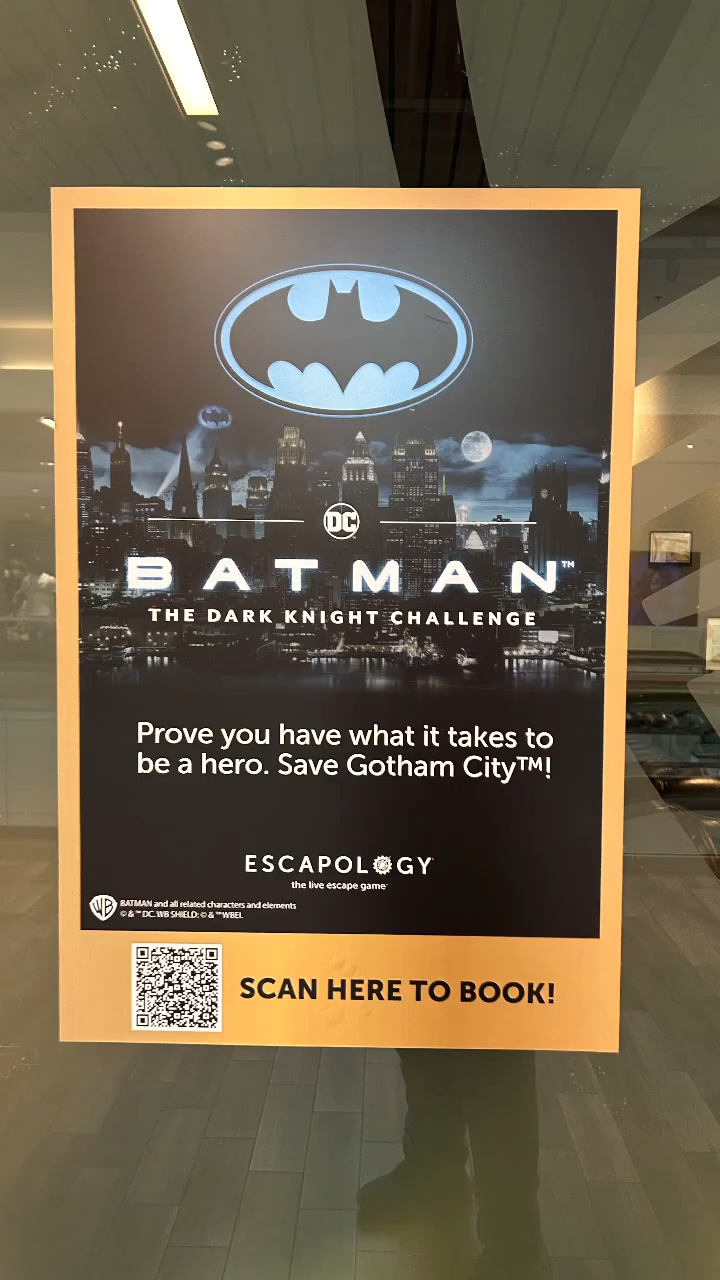 DC
BATMAN™
THE DARK KNIGHT CHALLENGE
Prove you have what it takes to
be a hero. Save Gotham City™!
ESCAPOLOGY
the live escape game
WB
BATMAN and all related characters and elements
© & ™ DC. WB SHIELD: © & ™ WBEI.
SCAN HERE TO BOOK!